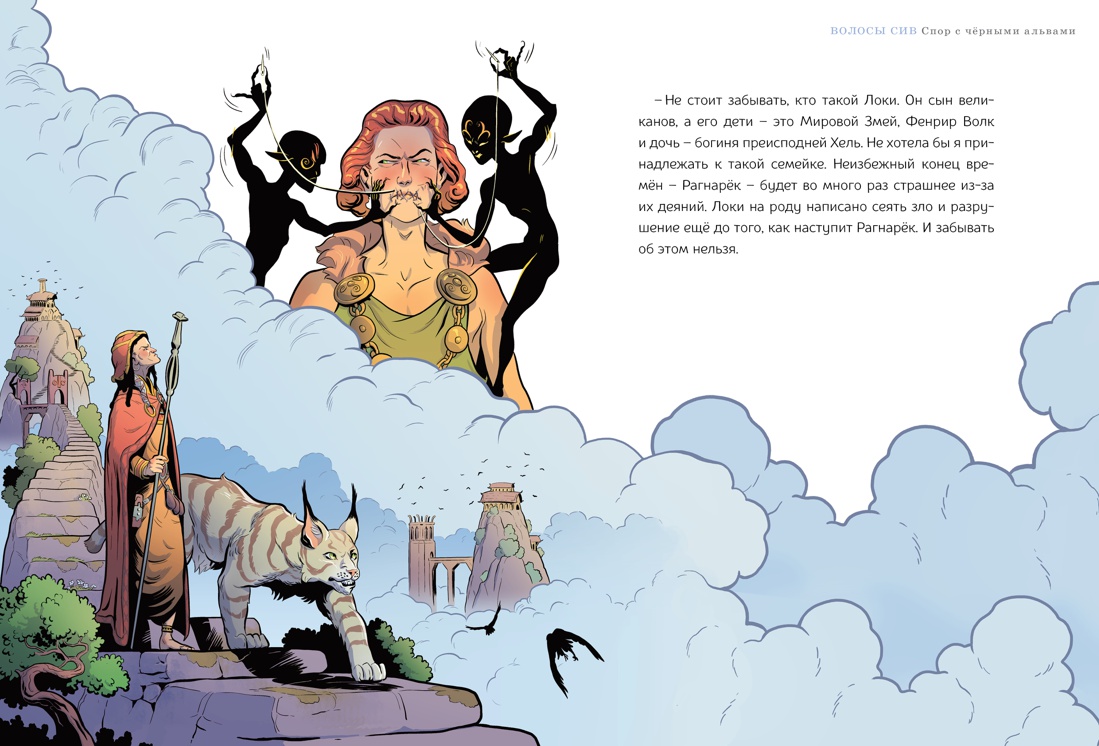 ВОЛОСЫ СИВ Спор с чёрными альвами
– Не стоит забывать, кто такой Локи. Он сын вели-
канов, а его дети – это Мировой Змей, Фенрир Волк
и дочь – богиня преисподней Хель. Не хотела бы я при-
надлежать к такой семейке. Неизбежный конец вре-
мён – Рагнарёк – будет во много раз страшнее из-за
их деяний. Локи на роду написано сеять зло и разру-
шение ещё до того, как наступит Рагнарёк. И забывать
об этом нельзя.